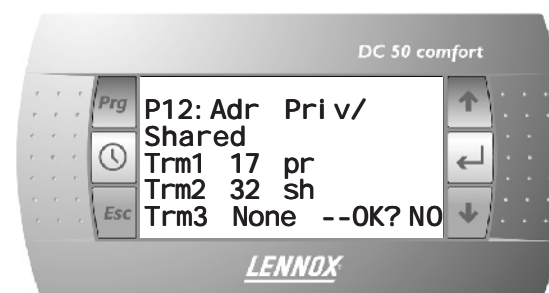 DC 50 comfort
Prg
P12: Adr Priv/
Shared
Trm1 17 pr
Trm2 32 sh
Esc
Trm3 None --OK? NO
LENNOX